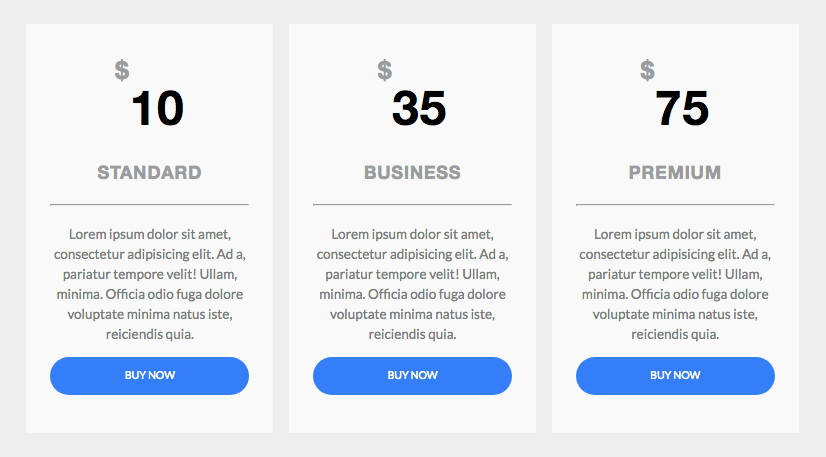 $
10
STANDARD
Lorem ipsum dolor sit amet,
consectetur adipisicing elit. Ad a,
pariatur tempore velit! Ullam,
minima. Officia odio fuga dolore
voluptate minima natus iste,
reiciendis quia.
BUY NOW
$
35
BUSINESS
Lorem ipsum dolor sit amet,
consectetur adipisicing elit. Ad a,
pariatur tempore velit! Ullam,
minima. Officia odio fuga dolore
voluptate minima natus iste,
reiciendis quia.
BUY NOW
$
75
PREMIUM
Lorem ipsum dolor sit amet,
consectetur adipisicing elit. Ad a,
pariatur tempore velit! Ullam,
minima. Officia odio fuga dolore
voluptate minima natus iste,
reiciendis quia.
BUY NOW